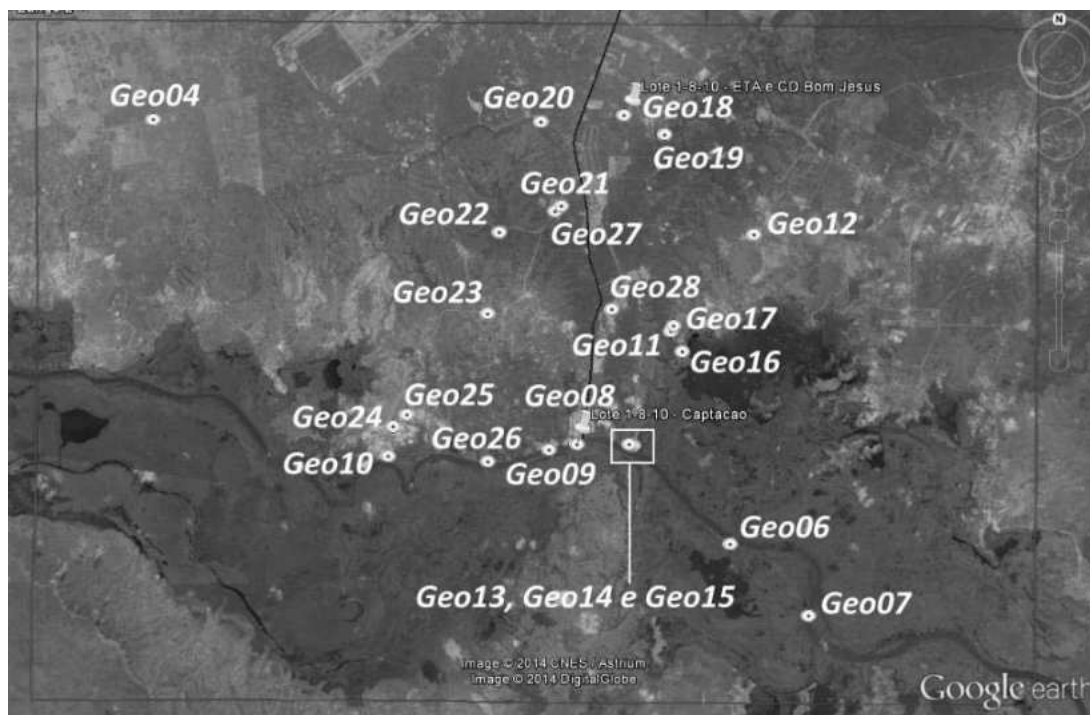 N
Lote 1-8-10 - ETA e CD Bom Jesus
Geo04
Geo20
Geo18
Geo19
Geo21
Geo22
Geo27
Geo12
Geo23
Geo28
Geo17
Geo11
Geo16
Geo25
Geo08
Lote 1-8-10 - Captacao
Geo24
Geo26
Geo10
Geo09
Geo06
Geo13, Geo14 e Geo15
Geo07
Image © 2014 CNES / Astrium
Image © 2014 DigitalGlobe
Google earth